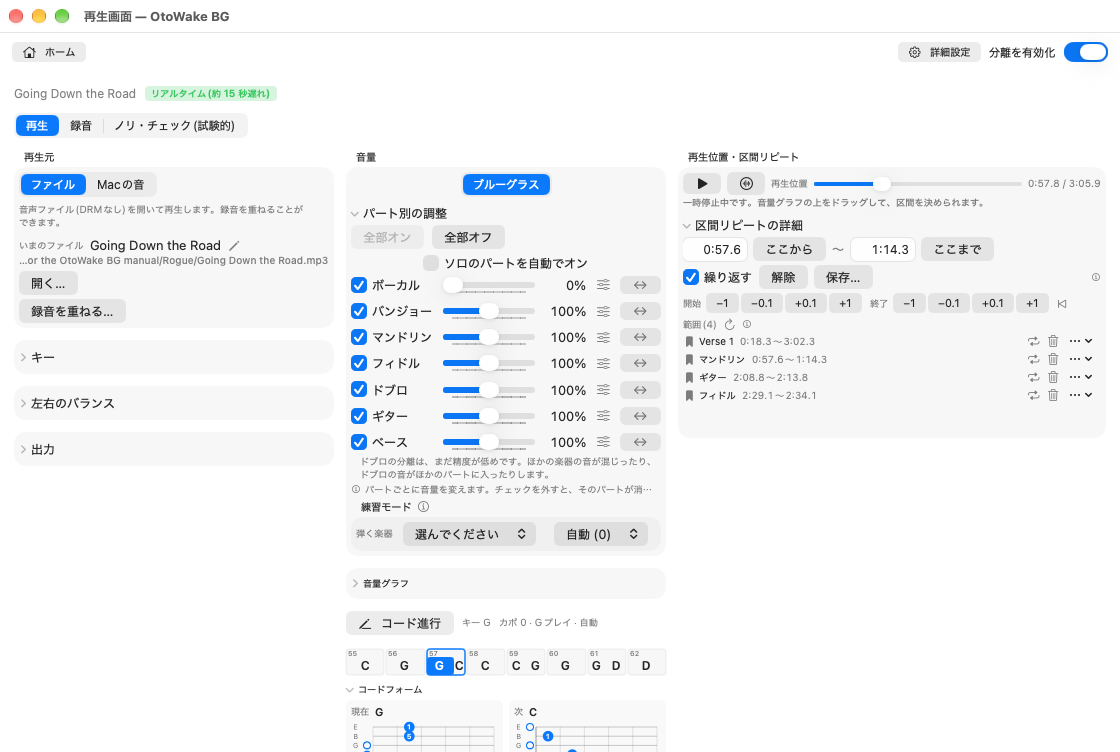 再生画面 — OtoWake BG
ホーム
詳細設定
分離を有効化
Going Down the Road
リアルタイム (約 15 秒遅れ)
再生
録音
ノリ・チェック (試験的)
再生元
ファイル
Macの音
音声ファイル(DRMなし)を開いて再生します。録音を重ねることが
できます。
いまのファイル Going Down the Road
...or the OtoWake BG manual/Rogue/Going Down the Road.mp3
開く...
録音を重ねる...
キー
左右のバランス
出力
音量
ブルーグラス
パート別の調整
全部オン
全部オフ
ソロのパートを自動でオン
ボーカル 0%
バンジョー 100%
マンドリン 100%
フィドル 100%
ドブロ 100%
ギター 100%
ベース 100%
ドブロの分離は、まだ精度が低めです。ほかの楽器の音が混じったり、
ドブロの音がほかのパートに入ったりします。
パートごとに音量を変えます。チェックを外すと、そのパートが消…
練習モード
弾く楽器 選んでください 自動 (0)
音量グラフ
コード進行
キー G カポ 0 · G プレイ · 自動
55 56 57 58 59 60 61 62
C G G C C C G G G D D
コードフォーム
現在 G
E 1
B 5
G
次 C
E
B 1
G
再生位置・区間リピート
再生位置 0:57.8 / 3:05.9
一時停止中です。音量グラフの上をドラッグして、区間を決められます。
区間リピートの詳細
0:57.6 ここから 〜 1:14.3 ここまで
繰り返す 解除 保存...
開始 −1 −0.1 +0.1 +1 終了 −1 −0.1 +0.1 +1
範囲 (4)
Verse 1 0:18.3〜3:02.3
マンドリン 0:57.6〜1:14.3
ギター 2:08.8〜2:13.8
フィドル 2:29.1〜2:34.1